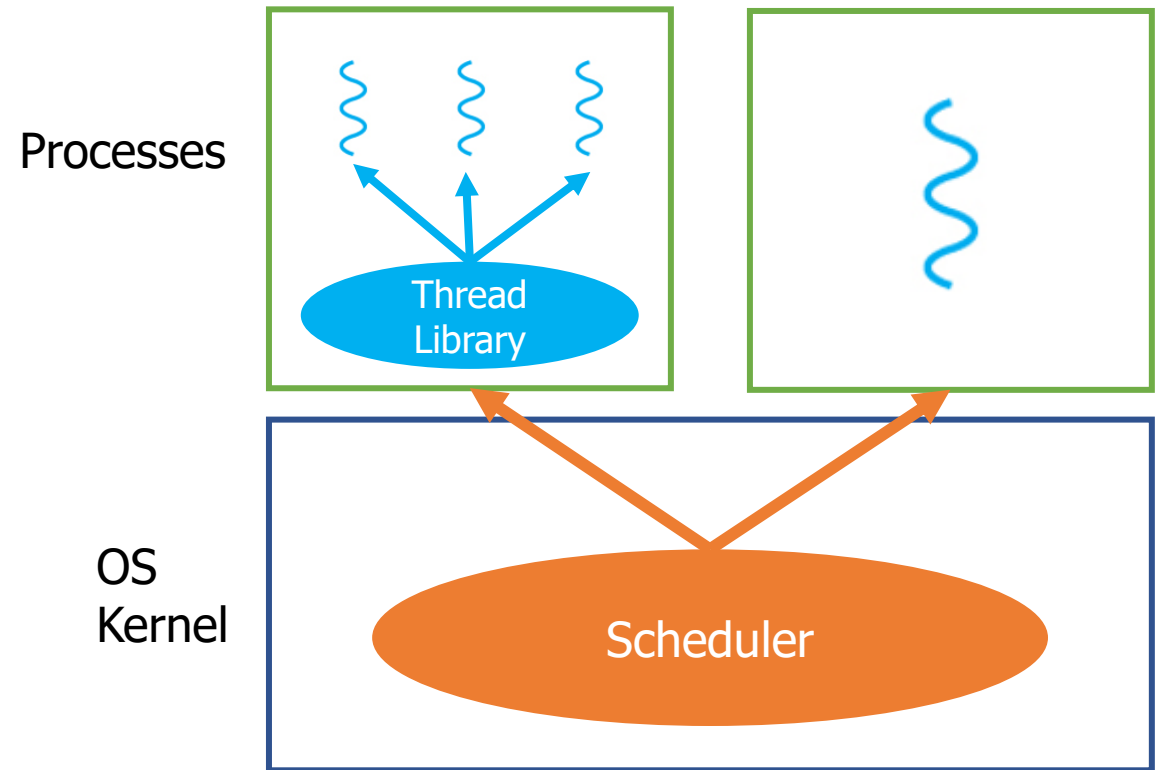 Processes
Thread
Library
OS
Kernel
Scheduler